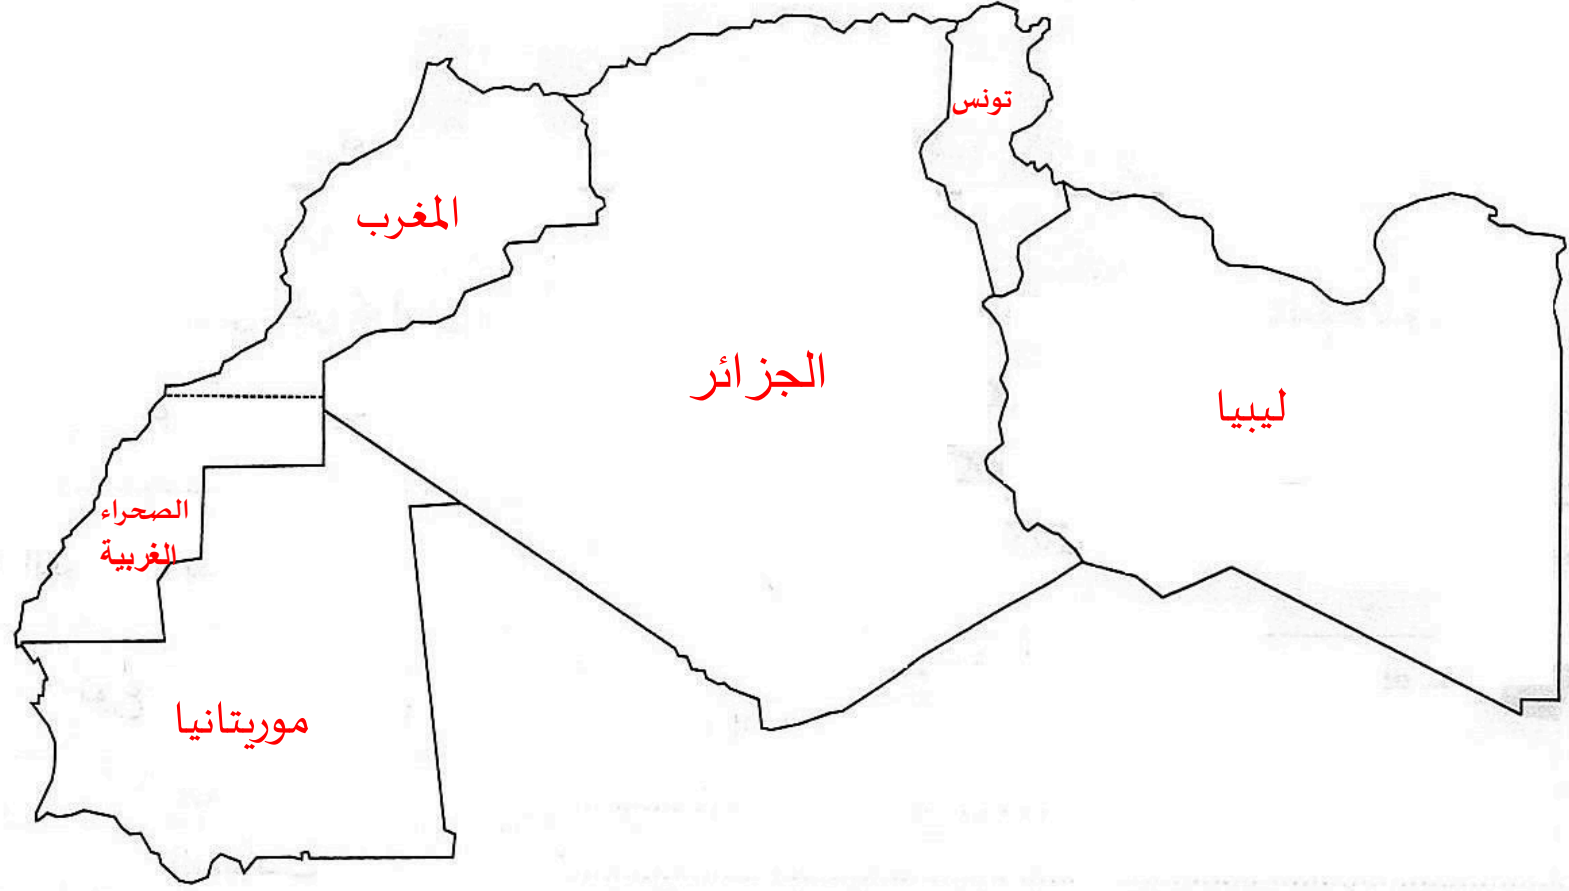 تونس
المغرب
الجزائر
ليبيا
الصحراء
الغربية
موريتانيا